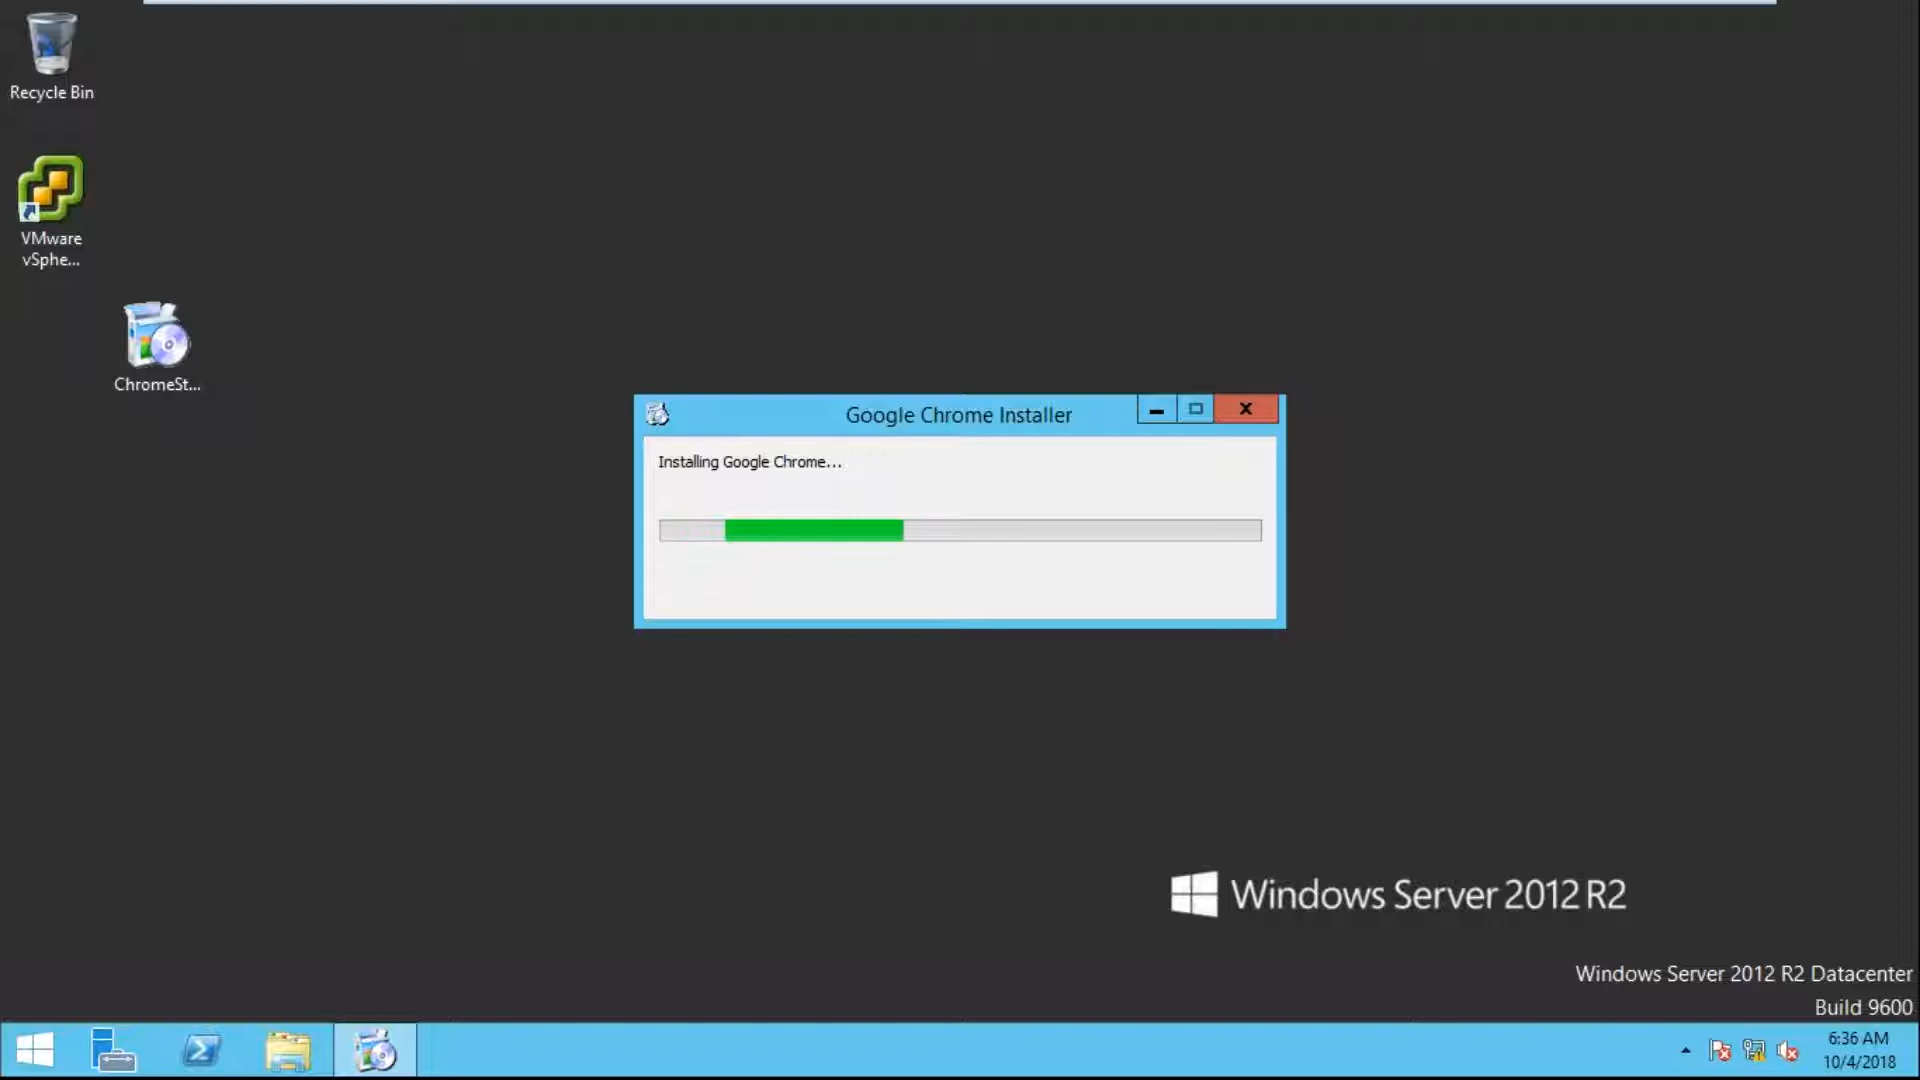 Recycle Bin
VMware
vSphe...
ChromeSt...
Google Chrome Installer
Installing Google Chrome...
Windows Server 2012 R2
Windows Server 2012 R2 Datacenter
Build 9600
6:36 AM
10/4/2018